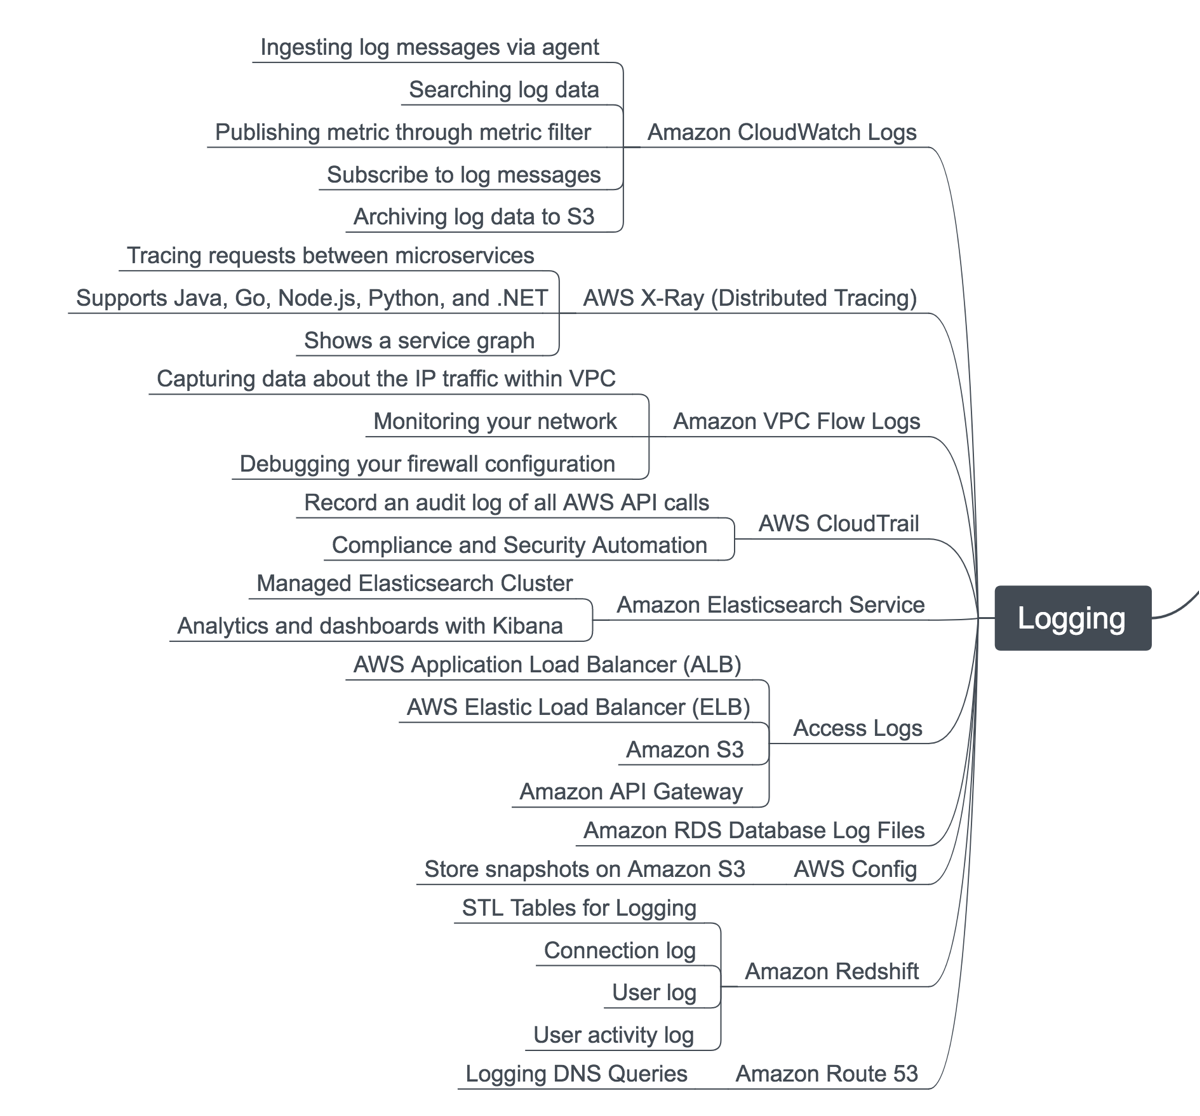 Ingesting log messages via agent
Searching log data
Publishing metric through metric filter
Subscribe to log messages
Archiving log data to S3
Amazon CloudWatch Logs
Tracing requests between microservices
Supports Java, Go, Node.js, Python, and .NET
Shows a service graph
AWS X-Ray (Distributed Tracing)
Capturing data about the IP traffic within VPC
Monitoring your network
Debugging your firewall configuration
Amazon VPC Flow Logs
Record an audit log of all AWS API calls
Compliance and Security Automation
AWS CloudTrail
Managed Elasticsearch Cluster
Analytics and dashboards with Kibana
Amazon Elasticsearch Service
Logging
AWS Application Load Balancer (ALB)
AWS Elastic Load Balancer (ELB)
Amazon S3
Amazon API Gateway
Access Logs
Amazon RDS Database Log Files
Store snapshots on Amazon S3
AWS Config
STL Tables for Logging
Connection log
User log
User activity log
Amazon Redshift
Logging DNS Queries
Amazon Route 53